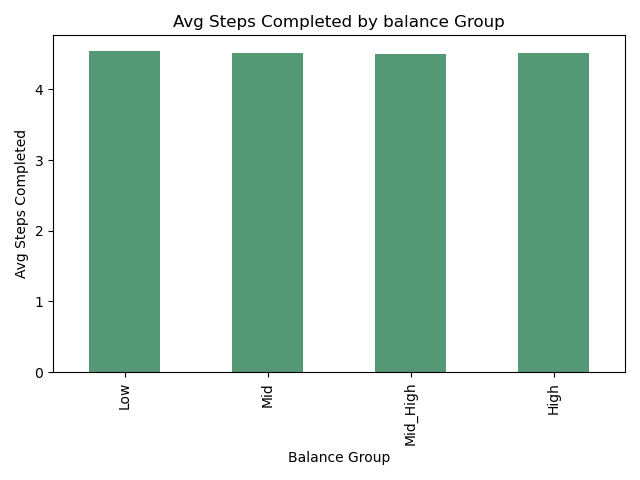 Avg Steps Completed by balance Group
Avg Steps Completed
4
3
2
1
0
Low
Mid
Mid_High
High
Balance Group